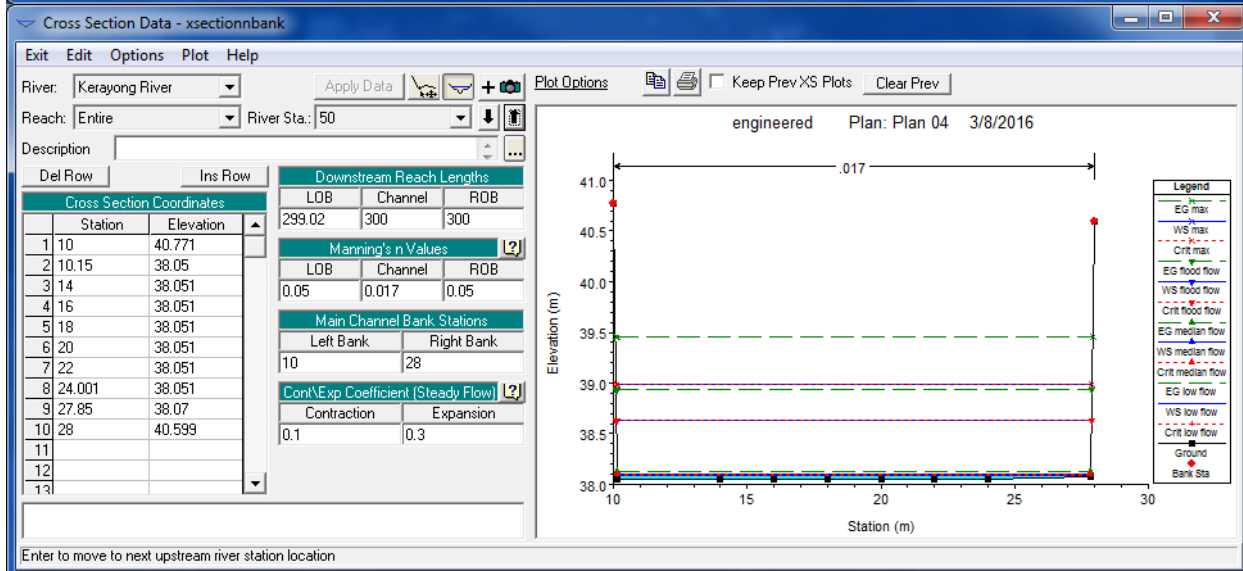 Cross Section Data - xsectionnbank
Exit Edit Options Plot Help
River: Kerayong River Apply Data
Reach: Entire River Sta.: 50
Description ...
Del Row Ins Row
Cross Section Coordinates
Station Elevation
1 10 40.771
2 10.15 38.05
3 14 38.051
4 16 38.051
5 18 38.051
6 20 38.051
7 22 38.051
8 24.001 38.051
9 27.85 38.07
10 28 40.599
11
12
13
Downstream Reach Lengths
LOB Channel ROB
299.02 300 300
Manning's n Values
LOB Channel ROB
0.05 0.017 0.05
Main Channel Bank Stations
Left Bank Right Bank
10 28
Cont\Exp Coefficient (Steady Flow)
Contraction Expansion
0.1 0.3
Plot Options Keep Prev XS Plots Clear Prev
engineered Plan: Plan 04 3/8/2016
.017
41.0
40.5
40.0
39.5
39.0
38.5
38.0
Elevation (m)
10 15 20 25 30
Station (m)
Legend
EG max
WS max
Crit max
EG flood flow
WS flood flow
Crit flood flow
EG median flow
WS median flow
Crit median flow
EG low flow
WS low flow
Crit low flow
Ground
Bank Sta
Enter to move to next upstream river station location